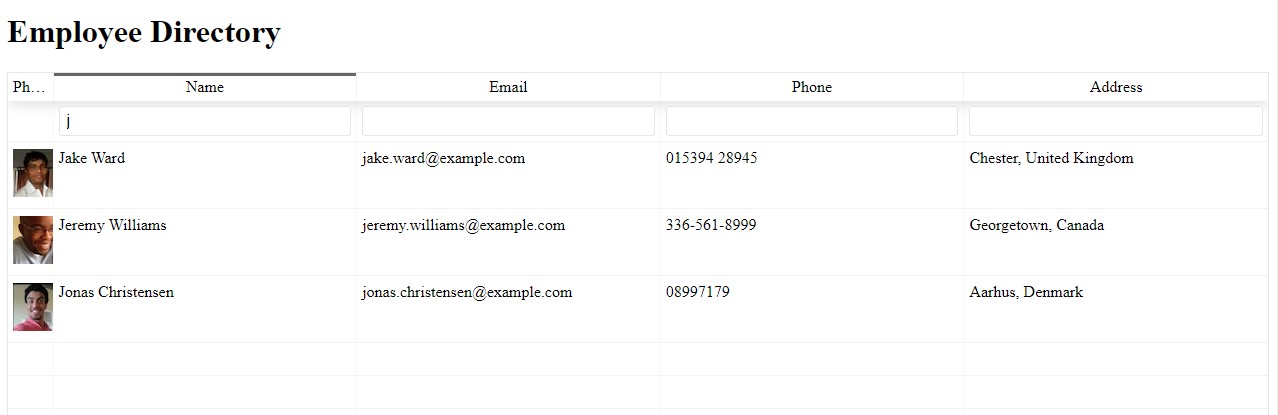 Employee Directory
Ph… Name Email Phone Address
j
Jake Ward jake.ward@example.com 015394 28945 Chester, United Kingdom
Jeremy Williams jeremy.williams@example.com 336-561-8999 Georgetown, Canada
Jonas Christensen jonas.christensen@example.com 08997179 Aarhus, Denmark